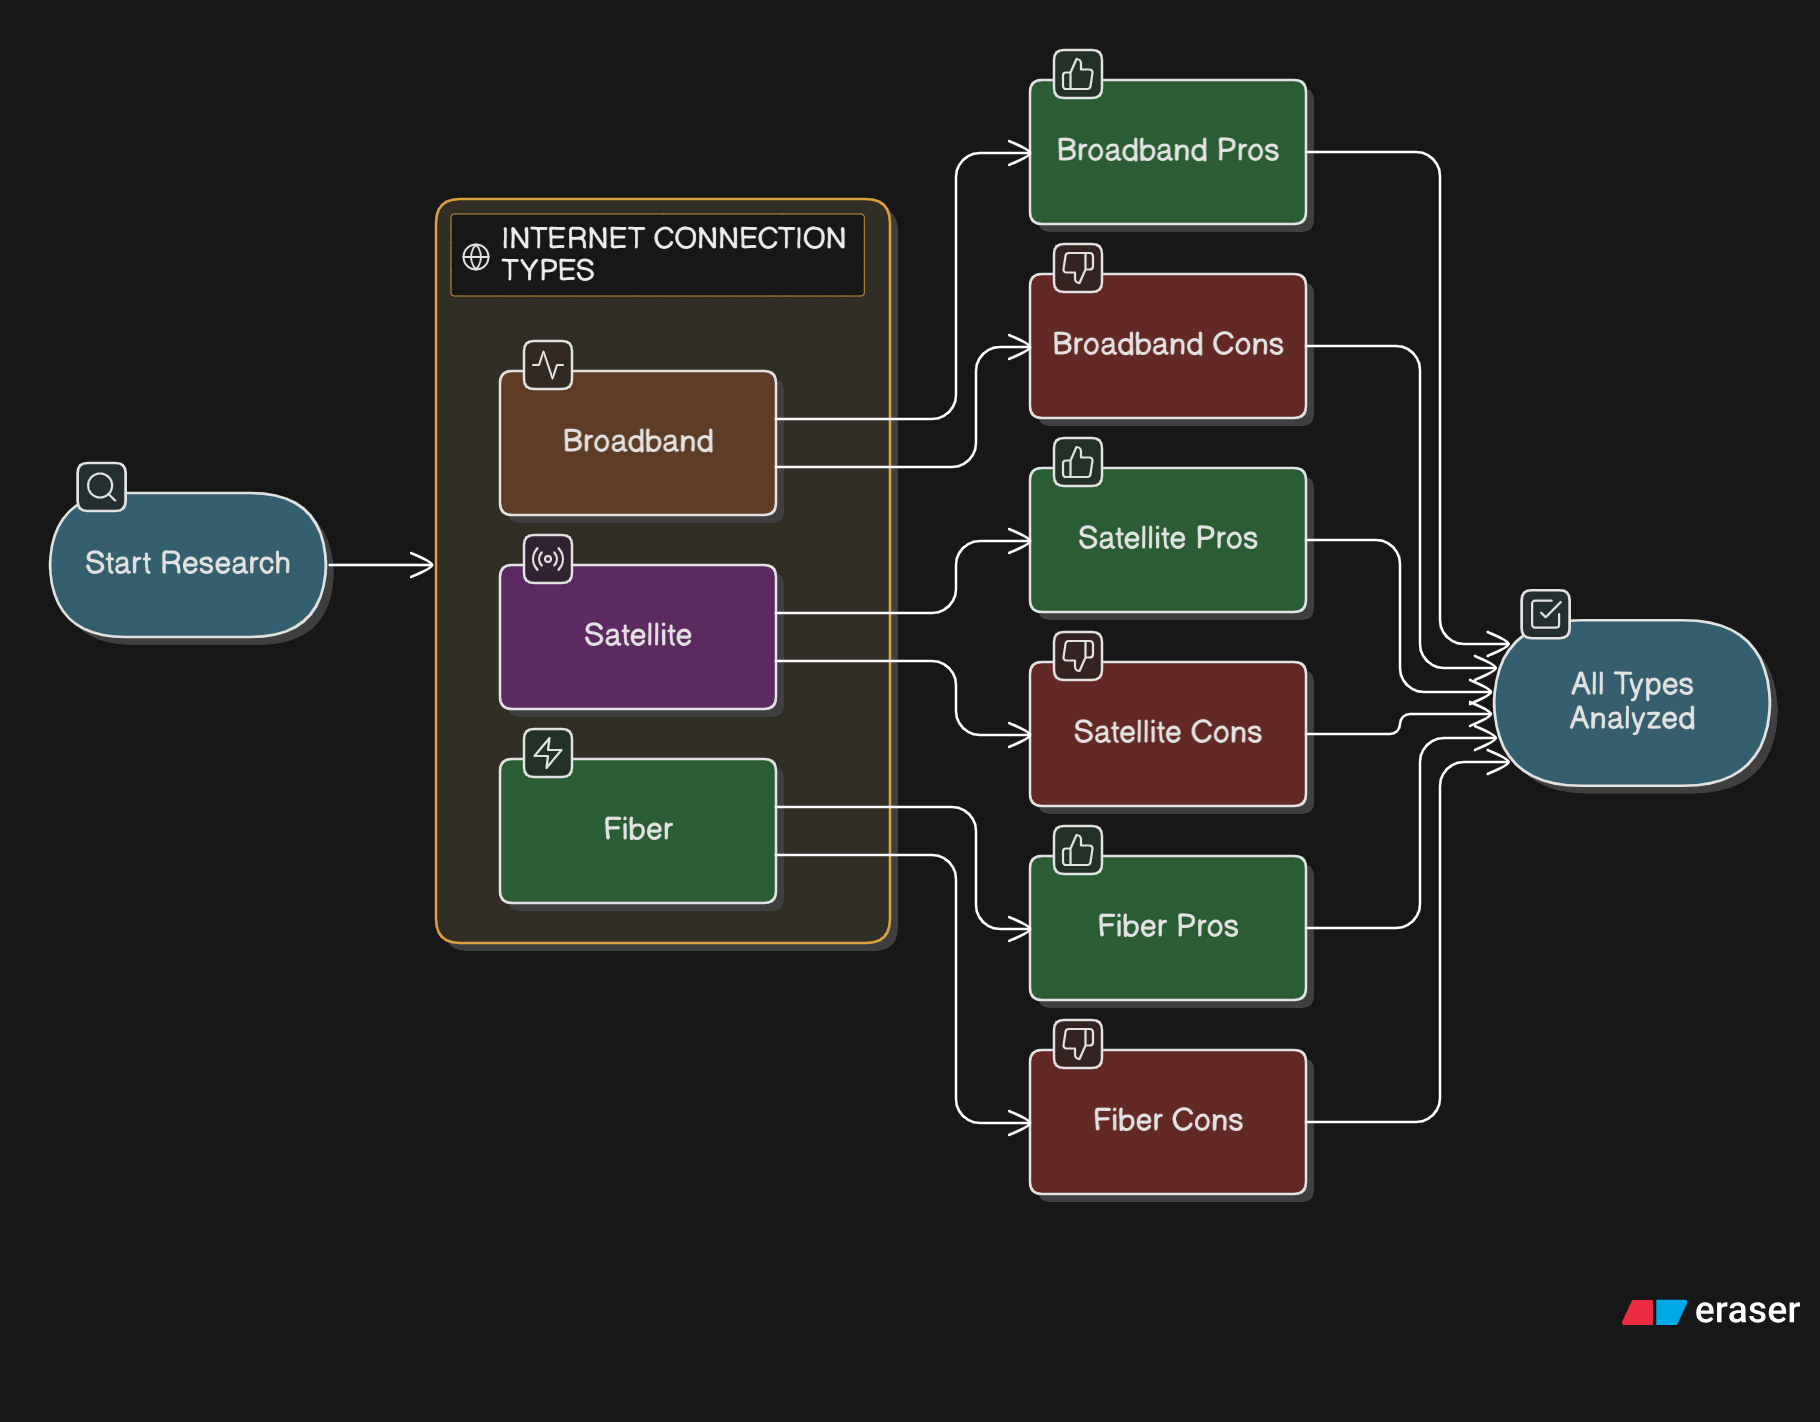 Start Research
INTERNET CONNECTION
TYPES
Broadband
Satellite
Fiber
Broadband Pros
Broadband Cons
Satellite Pros
Satellite Cons
Fiber Pros
Fiber Cons
All Types
Analyzed
eraser